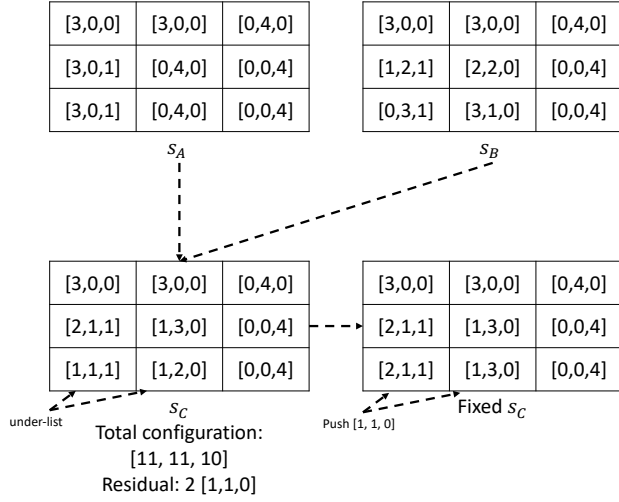 [3,0,0] [3,0,0] [0,4,0]
[3,0,1] [0,4,0] [0,0,4]
[3,0,1] [0,4,0] [0,0,4]
s_A
[3,0,0] [3,0,0] [0,4,0]
[1,2,1] [2,2,0] [0,0,4]
[0,3,1] [3,1,0] [0,0,4]
s_B
[3,0,0] [3,0,0] [0,4,0]
[2,1,1] [1,3,0] [0,0,4]
[1,1,1] [1,2,0] [0,0,4]
under-list
s_C
Total configuration:
[11, 11, 10]
Residual: 2 [1,1,0]
[3,0,0] [3,0,0] [0,4,0]
[2,1,1] [1,3,0] [0,0,4]
[2,1,1] [1,3,0] [0,0,4]
Push [1, 1, 0]
Fixed s_C